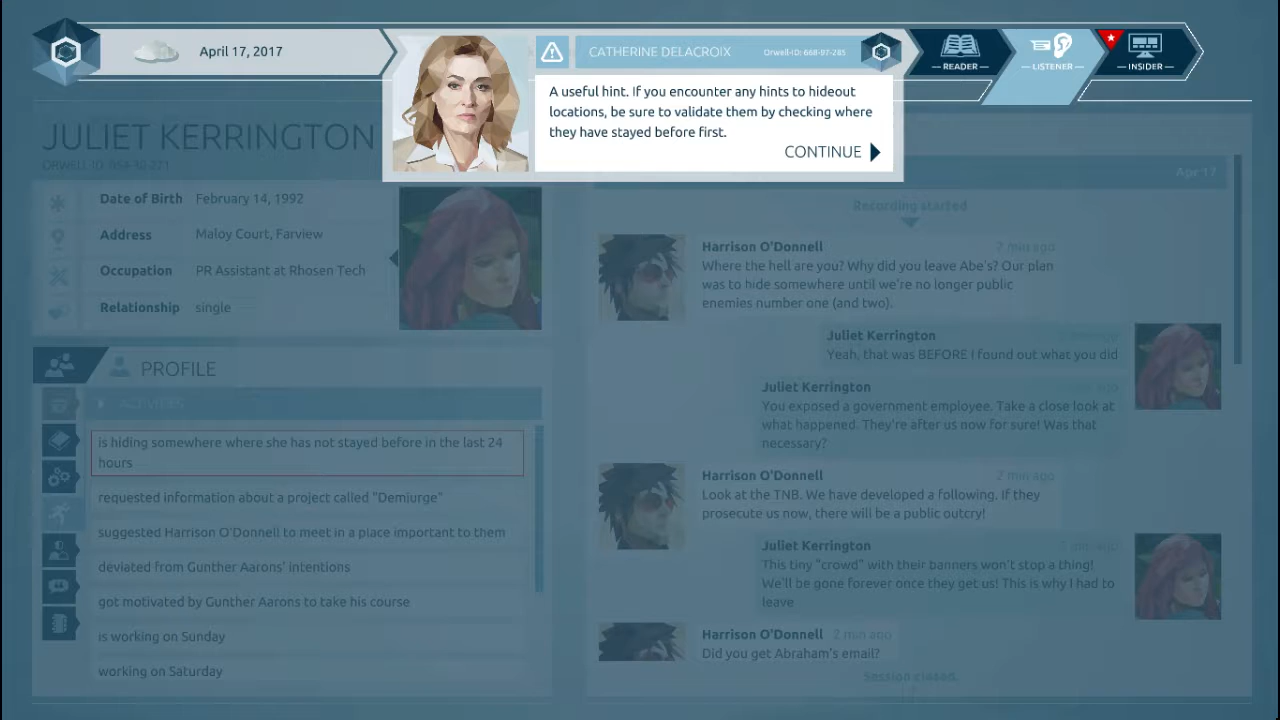 April 17, 2017
CATHERINE DELACROIX
Orwell-ID: 668-97-285
A useful hint. If you encounter any hints to hideout
locations, be sure to validate them by checking where
they have stayed before first.
CONTINUE
READER
LISTENER
INSIDER
JULIET KERRINGTON
Date of Birth February 14, 1992
Address Maloy Court, Farview
Occupation PR Assistant at Rhosen Tech
Relationship single
PROFILE
ACTIVITIES
is hiding somewhere where she has not stayed before in the last 24
hours
requested information about a project called "Demiurge"
suggested Harrison O'Donnell to meet in a place important to them
deviated from Gunther Aarons' intentions
got motivated by Gunther Aarons to take his course
is working on Sunday
working on Saturday
Apr '17
Recording started
Harrison O'Donnell 2 min ago
Where the hell are you? Why did you leave Abe's? Our plan
was to hide somewhere until we're no longer public
enemies number one (and two).
Juliet Kerrington
Yeah, that was BEFORE I found out what you did
Juliet Kerrington
You exposed a government employee. Take a close look at
what happened. They're after us now for sure! Was that
necessary?
Harrison O'Donnell 2 min ago
Look at the TNB. We have developed a following. If they
prosecute us now, there will be a public outcry!
Juliet Kerrington
This tiny "crowd" with their banners won't stop a thing!
We'll be gone forever once they get us! This is why I had to
leave
Harrison O'Donnell 2 min ago
Did you get Abraham's email?
Session closed.